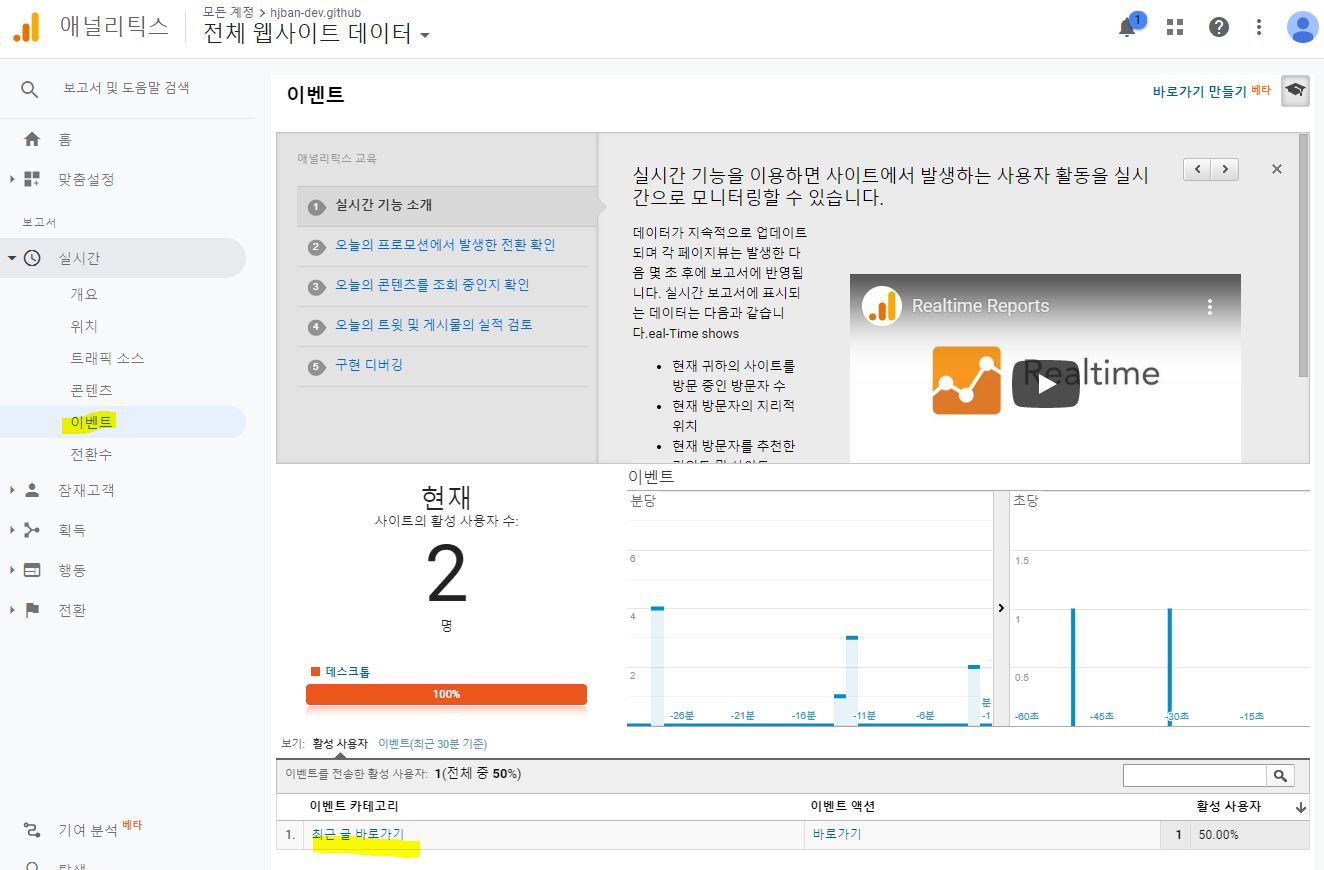 애널리틱스
모든 계정 > hjban-dev.github
전체 웹사이트 데이터
1
보고서 및 도움말 검색
홈
맞춤설정
보고서
실시간
개요
위치
트래픽 소스
콘텐츠
이벤트
전환수
잠재고객
획득
행동
전환
기여 분석 베타
이벤트
바로가기 만들기 베타
애널리틱스 교육
1 실시간 기능 소개
2 오늘의 프로모션에서 발생한 전환 확인
3 오늘의 콘텐츠를 조회 중인지 확인
4 오늘의 트윗 및 게시물의 실적 검토
5 구현 디버깅
실시간 기능을 이용하면 사이트에서 발생하는 사용자 활동을 실시
간으로 모니터링할 수 있습니다.
데이터가 지속적으로 업데이트
되며 각 페이지뷰는 발생한 다
음 몇 초 후에 보고서에 반영됩
니다. 실시간 보고서에 표시되
는 데이터는 다음과 같습니
다.eal-Time shows
• 현재 귀하의 사이트를
방문 중인 방문자 수
• 현재 방문자의 지리적
위치
• 현재 방문자를 추천한
Realtime Reports
Realtime
현재
사이트의 활성 사용자 수:
2
명
데스크톱
100%
이벤트
분당
6
4
2
-26분
-21분
-16분
-11분
-6분
분
-1
초당
1.5
1
0.5
-60초
-45초
-30초
-15초
보기: 활성 사용자 이벤트(최근 30분 기준)
이벤트를 전송한 활성 사용자: 1(전체 중 50%)
이벤트 카테고리 이벤트 액션 활성 사용자
1. 최근 글 바로가기 바로가기 1 50.00%